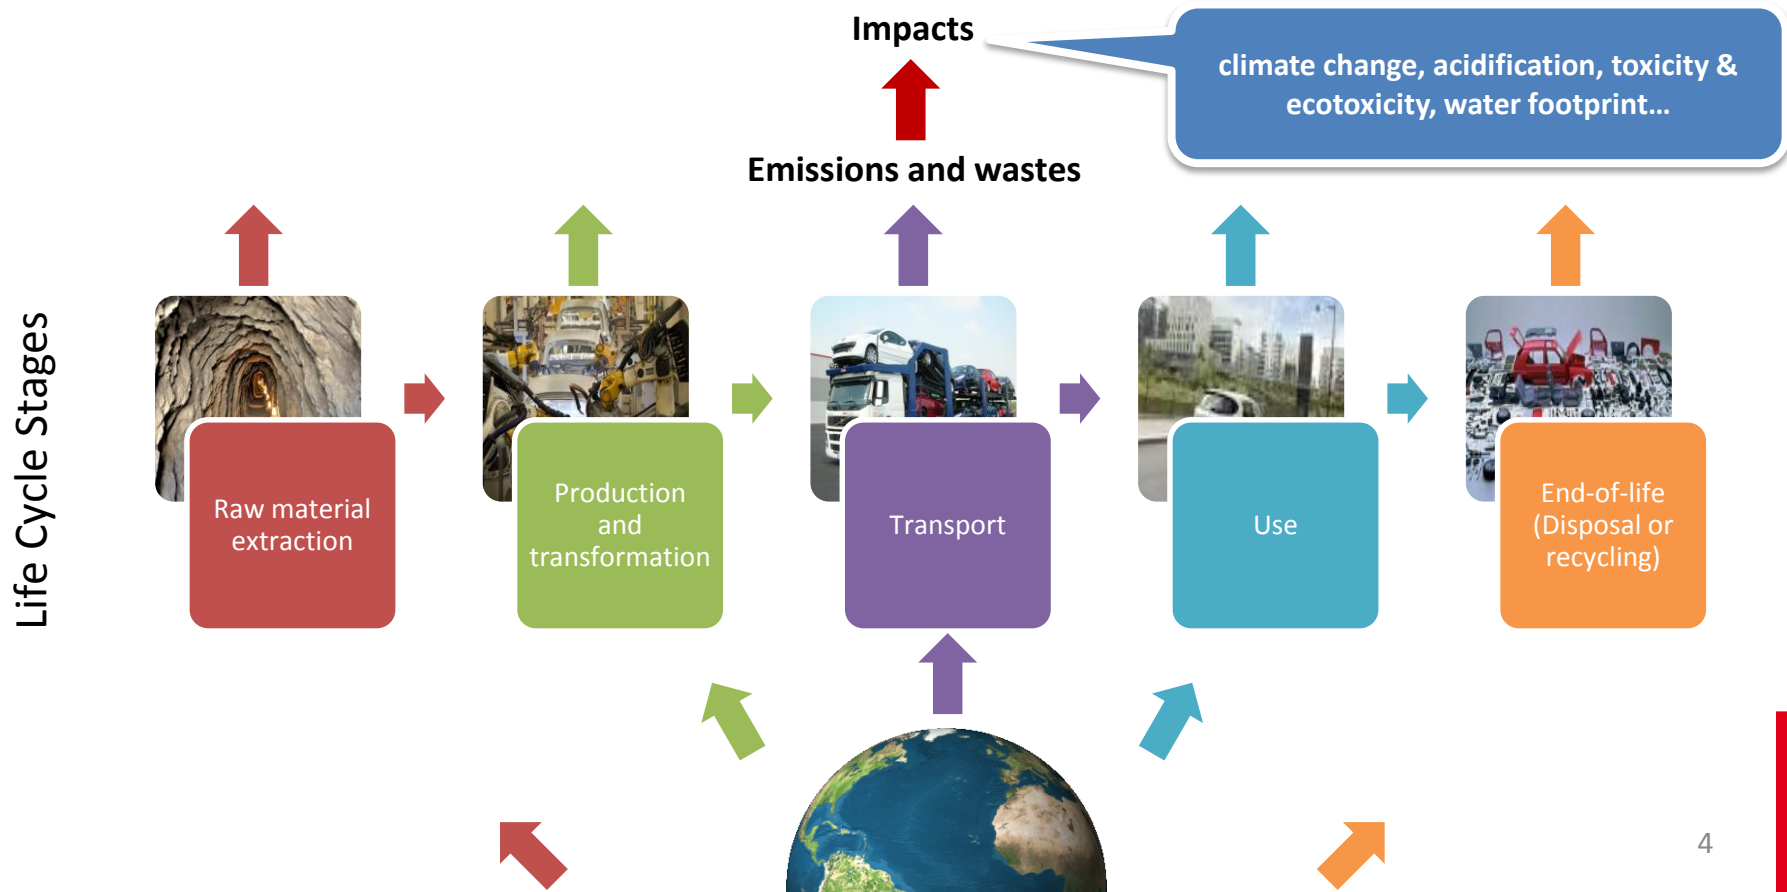 Impacts
climate change, acidification, toxicity &
ecotoxicity, water footprint...
Emissions and wastes
Life Cycle Stages
Raw material
extraction
Production
and
transformation
Transport
Use
End-of-life
(Disposal or
recycling)
4